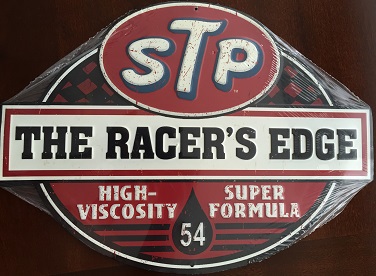 STP
THE RACER'S EDGE
HIGH- SUPER
VISCOSITY FORMULA
54